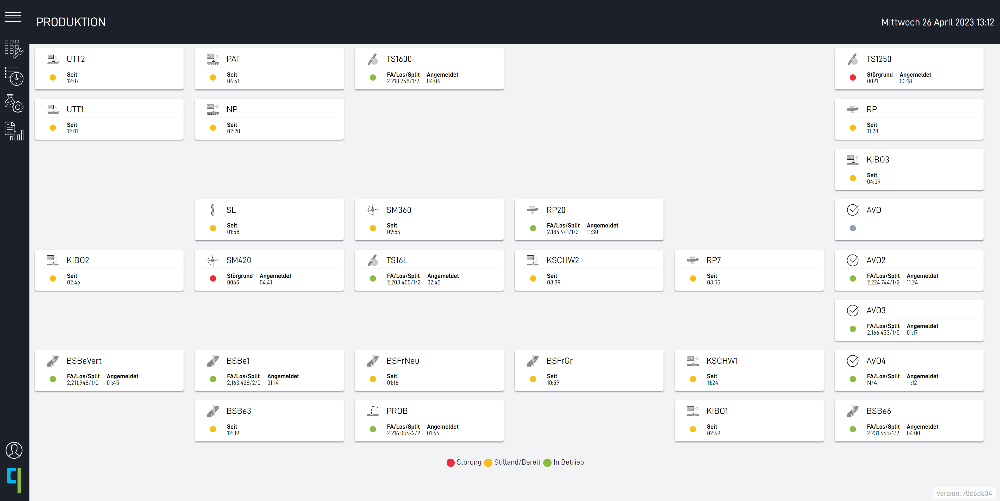 PRODUKTION
Mittwoch 26 April 2023 13:12
UTT2
Seit
12:07
PAT
Seit
04:41
TS1600
FA/Los/Split Angemeldet
2.218.248/1/2 04:04
TS1250
Störgrund Angemeldet
0021 03:18
UTT1
Seit
12:07
NP
Seit
02:20
RP
Seit
11:28
KIBO3
Seit
04:09
SL
Seit
01:58
SM360
Seit
09:54
RP20
FA/Los/Split Angemeldet
2.184.941/1/2 11:30
AVO
KIBO2
Seit
02:46
SM420
Störgrund Angemeldet
0065 04:41
TS16L
FA/Los/Split Angemeldet
2.208.400/1/2 02:45
KSCHW2
Seit
08:39
RP7
Seit
03:55
AVO2
FA/Los/Split Angemeldet
2.224.744/1/2 11:24
AVO3
FA/Los/Split Angemeldet
2.166.433/1/0 01:17
BSBeVert
FA/Los/Split Angemeldet
2.211.948/1/0 01:45
BSBe1
FA/Los/Split Angemeldet
2.163.428/2/0 01:14
BSFrNeu
Seit
01:16
BSFrGr
Seit
10:59
KSCHW1
Seit
11:24
AVO4
FA/Los/Split Angemeldet
N/A 11:12
BSBe3
Seit
12:39
PROB
FA/Los/Split Angemeldet
2.216.056/2/2 01:46
KIBO1
Seit
02:49
BSBe6
FA/Los/Split Angemeldet
2.231.665/1/2 04:00
Störung Stilland/Bereit In Betrieb
version: 70c6d634